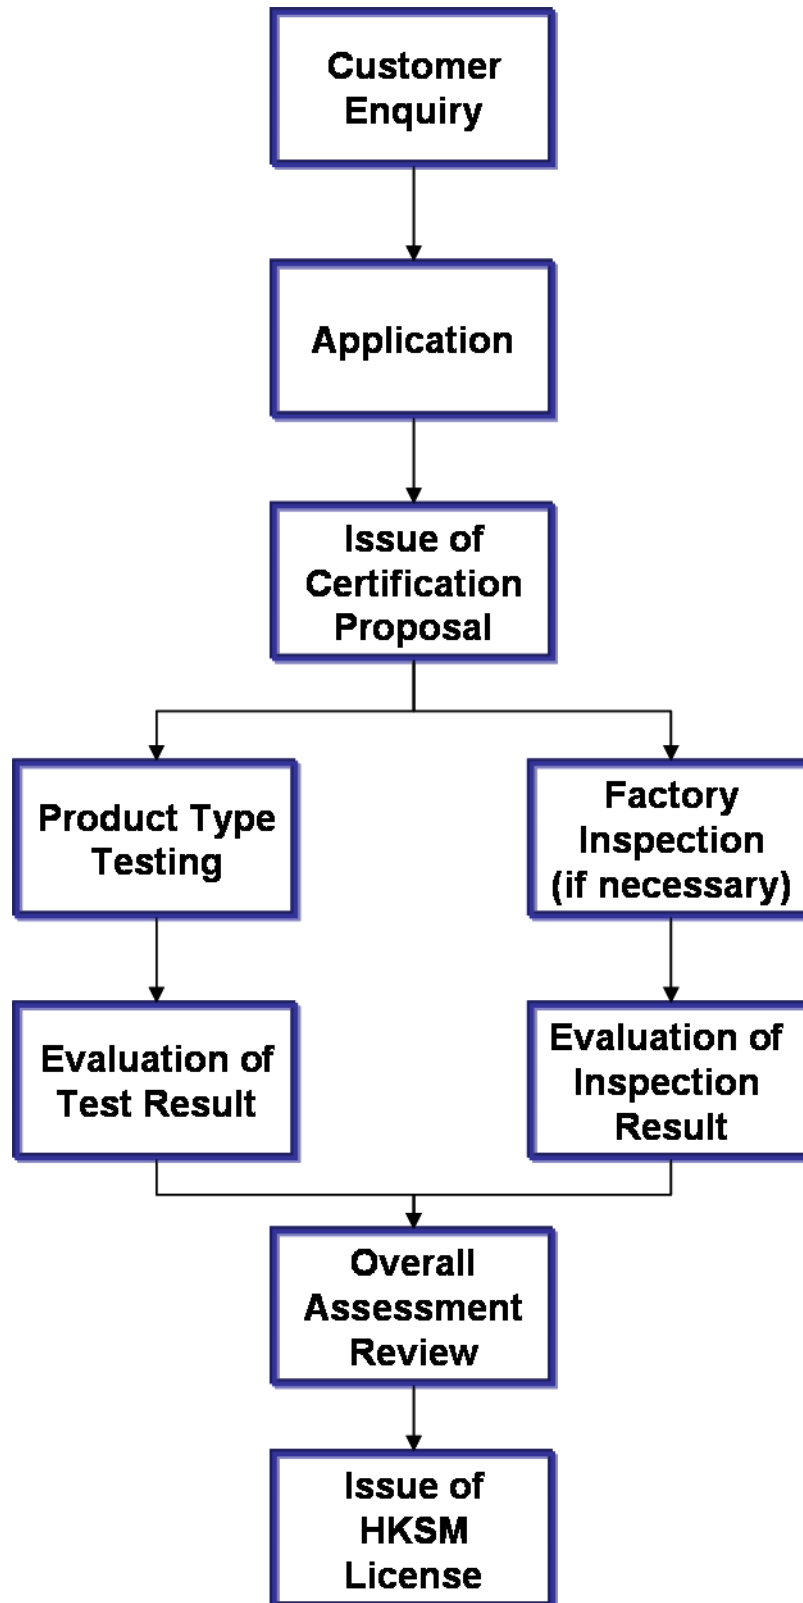 Customer
Enquiry
Application
Issue of
Certification
Proposal
Product Type
Testing
Factory
Inspection
(if necessary)
Evaluation of
Test Result
Evaluation of
Inspection
Result
Overall
Assessment
Review
Issue of
HKSM
License